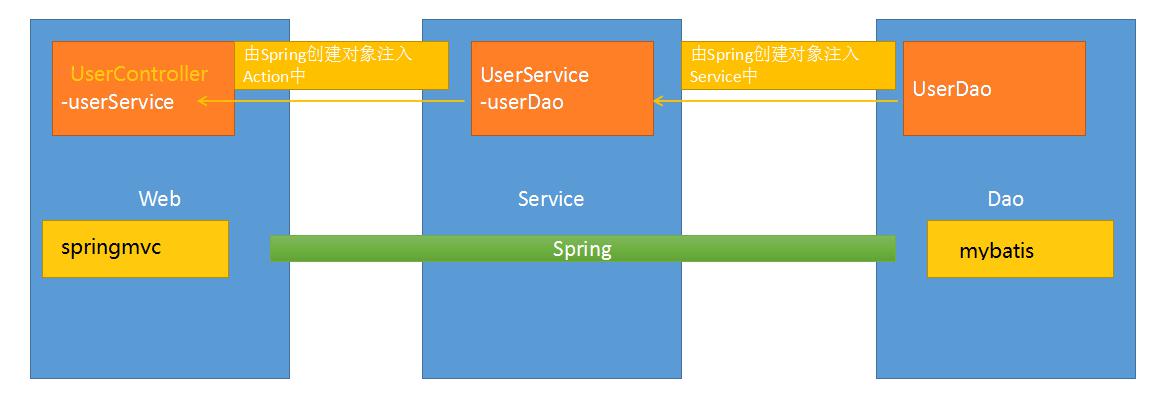 UserController
-userService
由Spring创建对象注入
Action中
UserService
-userDao
由Spring创建对象注入
Service中
UserDao
Web
Service
Dao
springmvc
Spring
mybatis